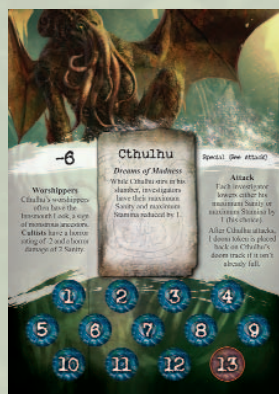 -6
Cthulhu
Special (See Attack)
Dreams of Madness
While Cthulhu stirs in his
slumber, investigators
have their maximum
Sanity and maximum
Stamina reduced by 1.
Worshippers
Cthulhu's worshippers
often have the
Innsmouth Look, a sign
of monstrous ancestors.
Cultists have a horror
rating of -2 and a horror
damage of 2 Sanity.
Attack
Each investigator
lowers either his
maximum Sanity or
maximum Stamina by
1 (his choice).
After Cthulhu attacks,
1 doom token is placed
back on Cthulhu's
doom track if it isn't
already full.
1 2 3 4
5 6 7 8 9
10 11 12 13